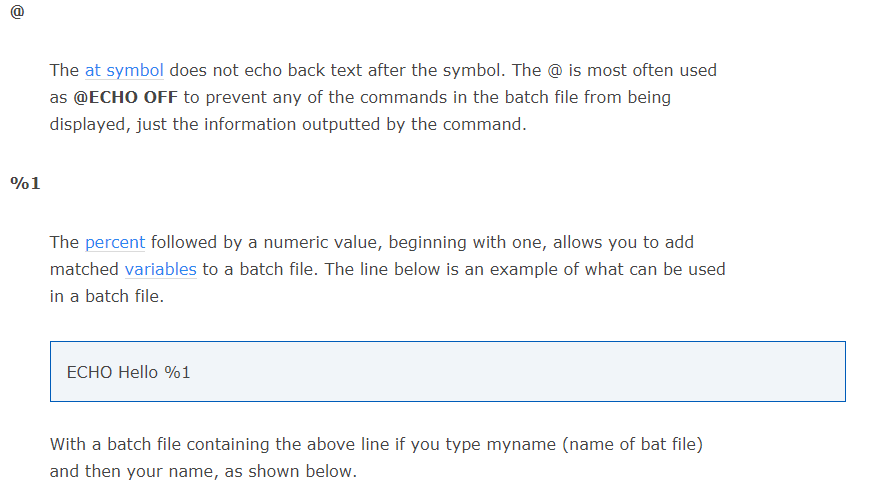 @
The at symbol does not echo back text after the symbol. The @ is most often used
as @ECHO OFF to prevent any of the commands in the batch file from being
displayed, just the information outputted by the command.
%1
The percent followed by a numeric value, beginning with one, allows you to add
matched variables to a batch file. The line below is an example of what can be used
in a batch file.
ECHO Hello %1
With a batch file containing the above line if you type myname (name of bat file)
and then your name, as shown below.